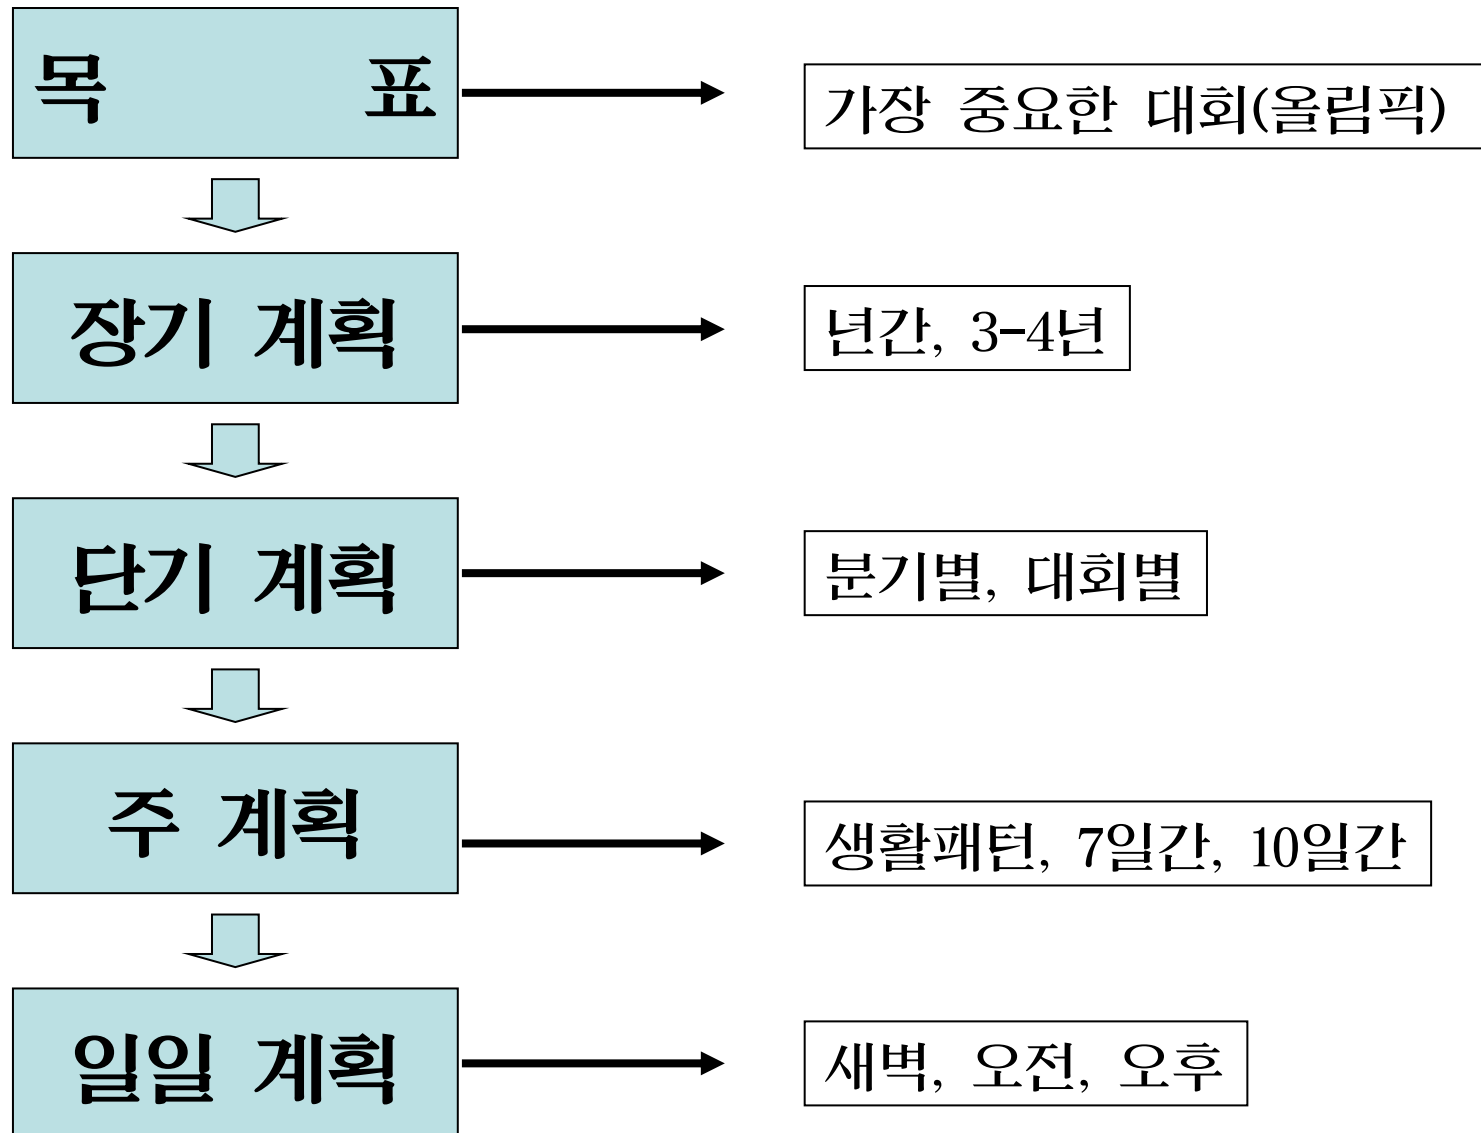 목 표
가장 중요한 대회(올림픽)
장기 계획
년간, 3-4년
단기 계획
분기별, 대회별
주 계획
생활패턴, 7일간, 10일간
일일 계획
새벽, 오전, 오후